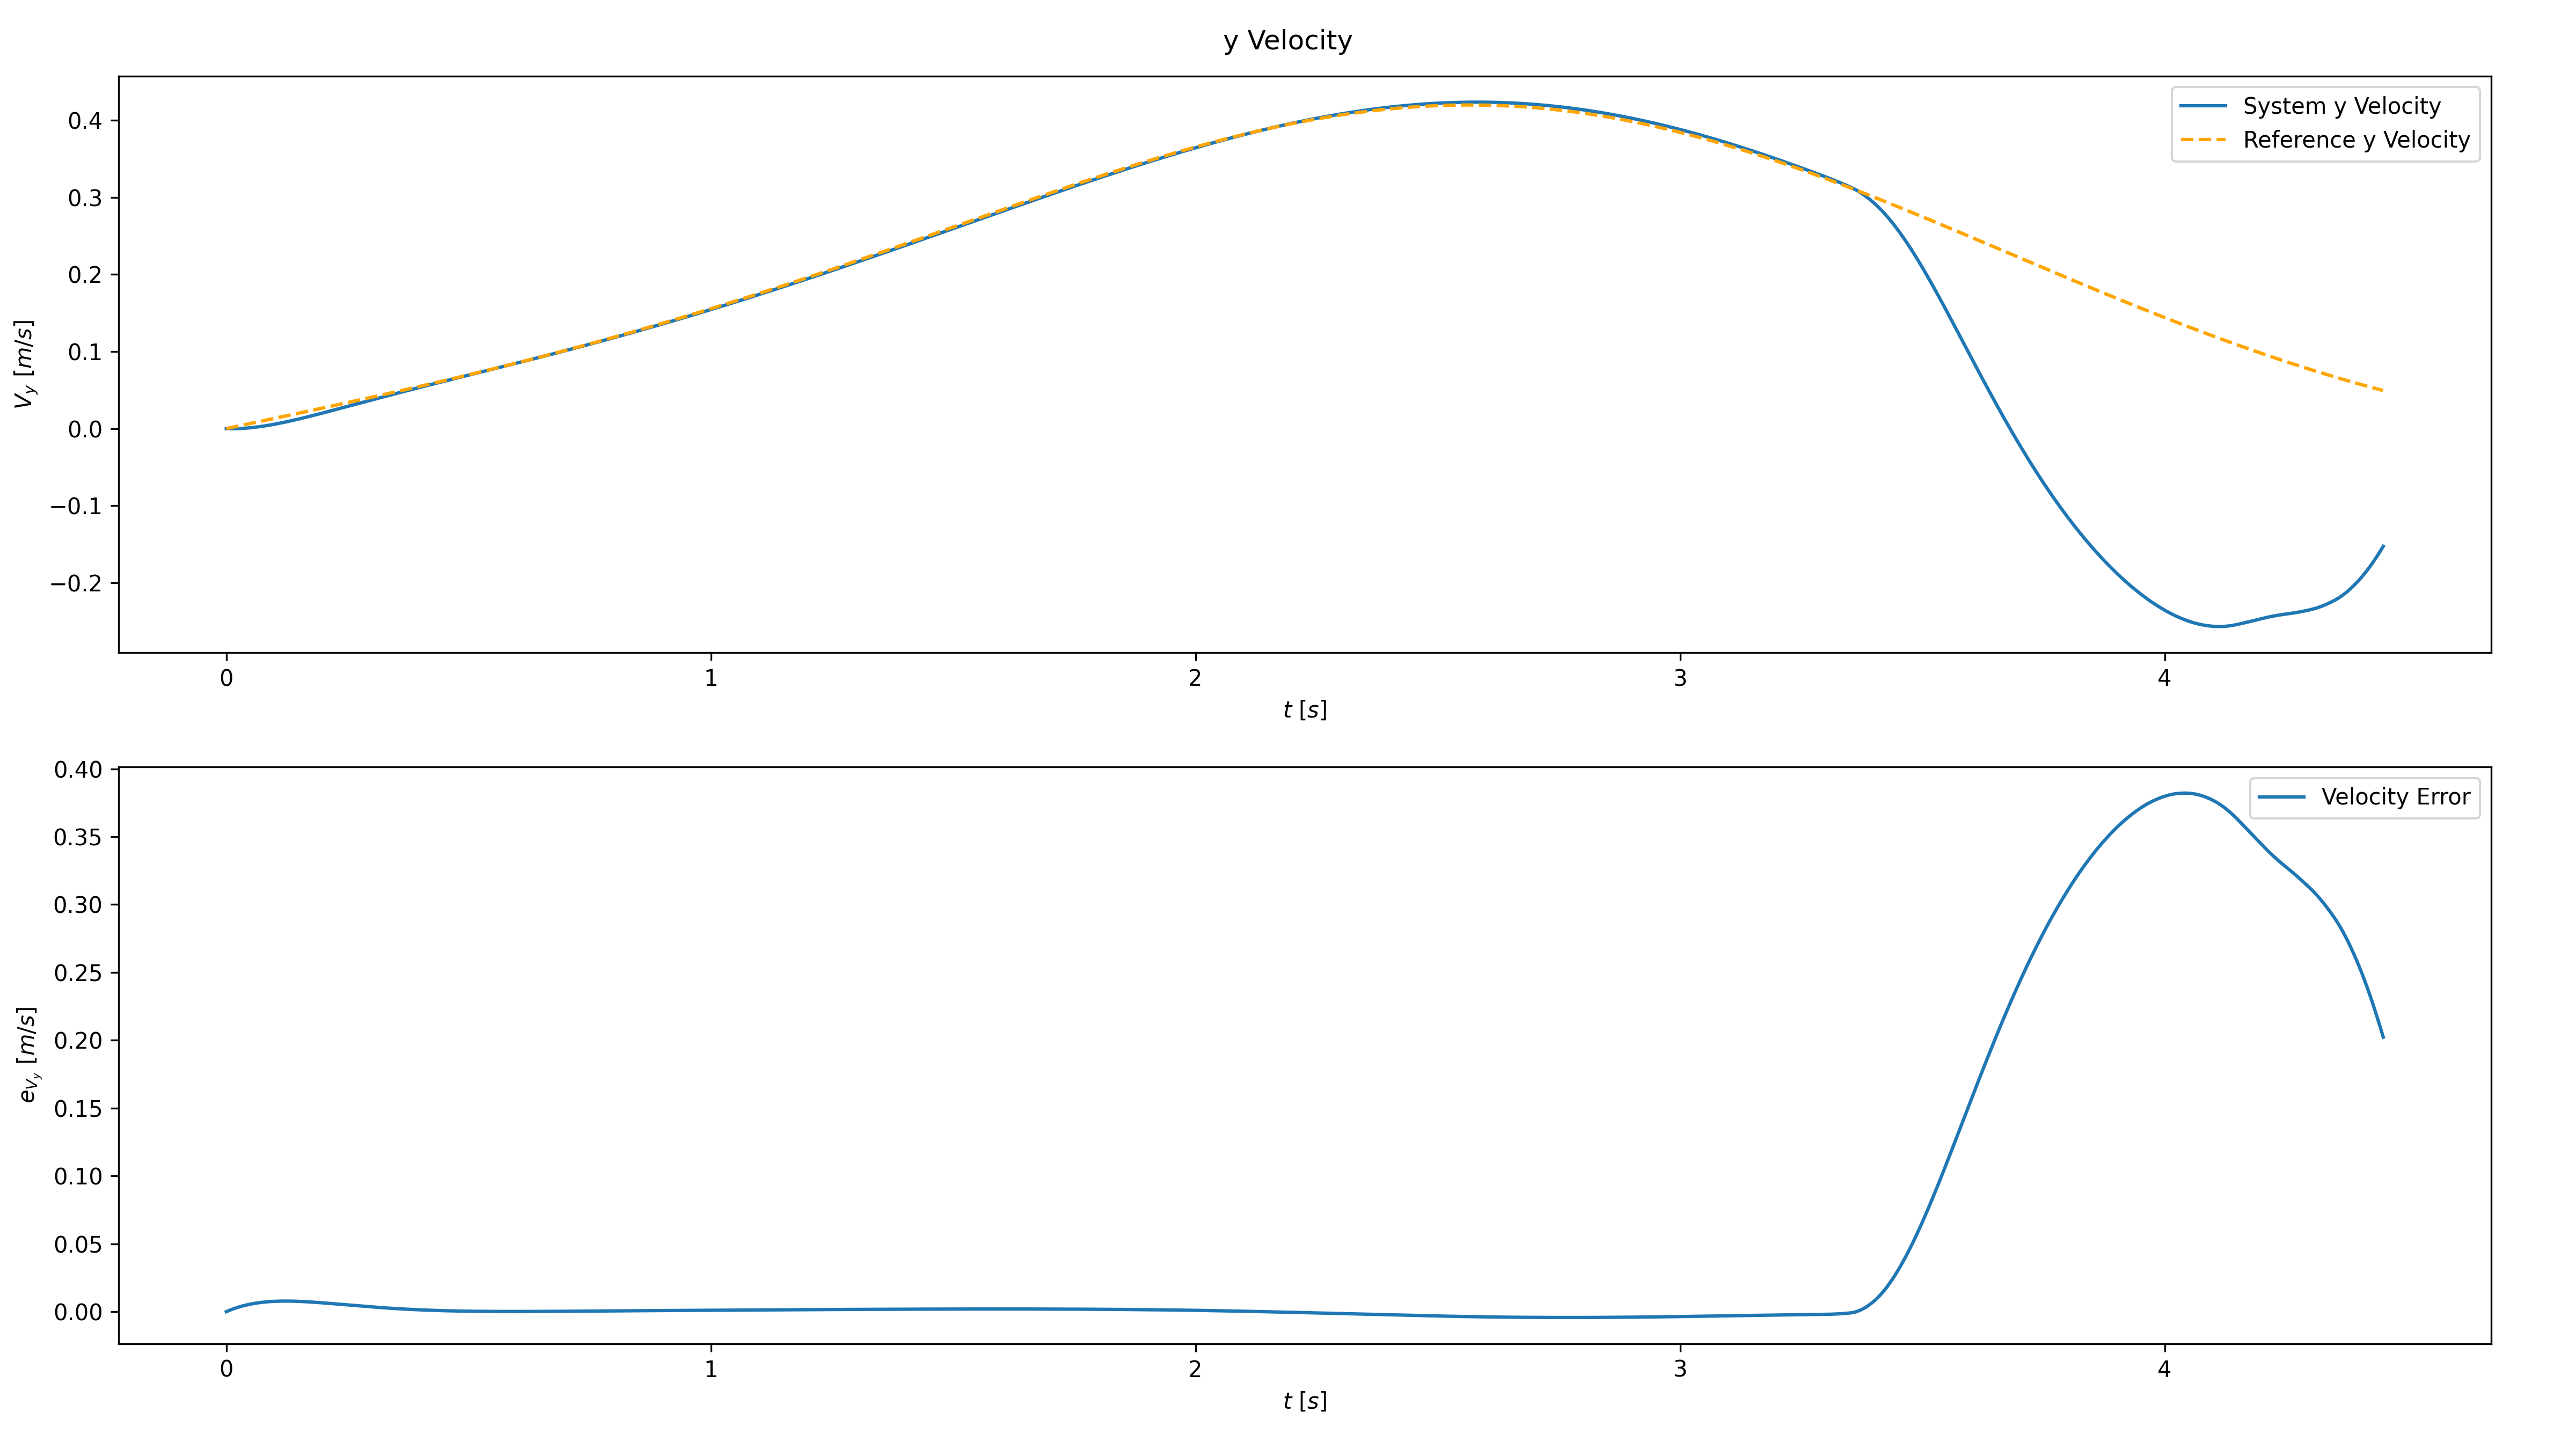 y Velocity
System y Velocity
Reference y Velocity
0.4
0.3
0.2
0.1
0.0
−0.1
−0.2
V_y [m/s]
0 1 2 3 4
t [s]
Velocity Error
0.40
0.35
0.30
0.25
0.20
0.15
0.10
0.05
0.00
e_{V_y} [m/s]
0 1 2 3 4
t [s]